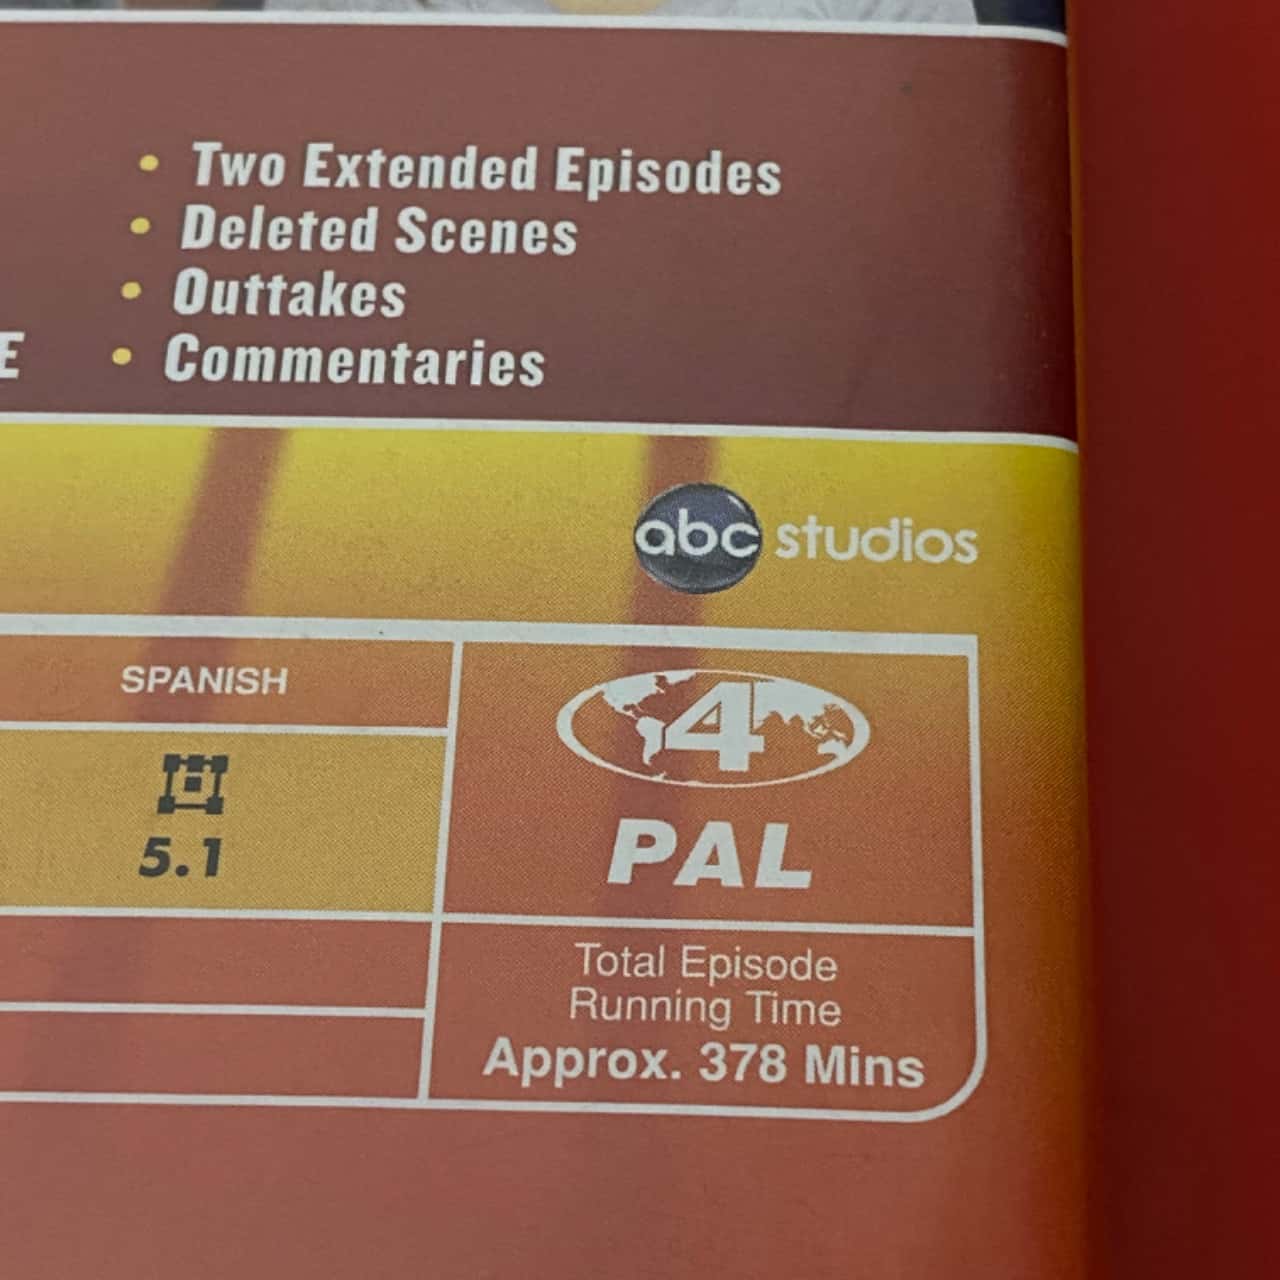 • Two Extended Episodes
• Deleted Scenes
• Outtakes
E • Commentaries
abc studios
SPANISH
4
5.1
PAL
Total Episode
Running Time
Approx. 378 Mins